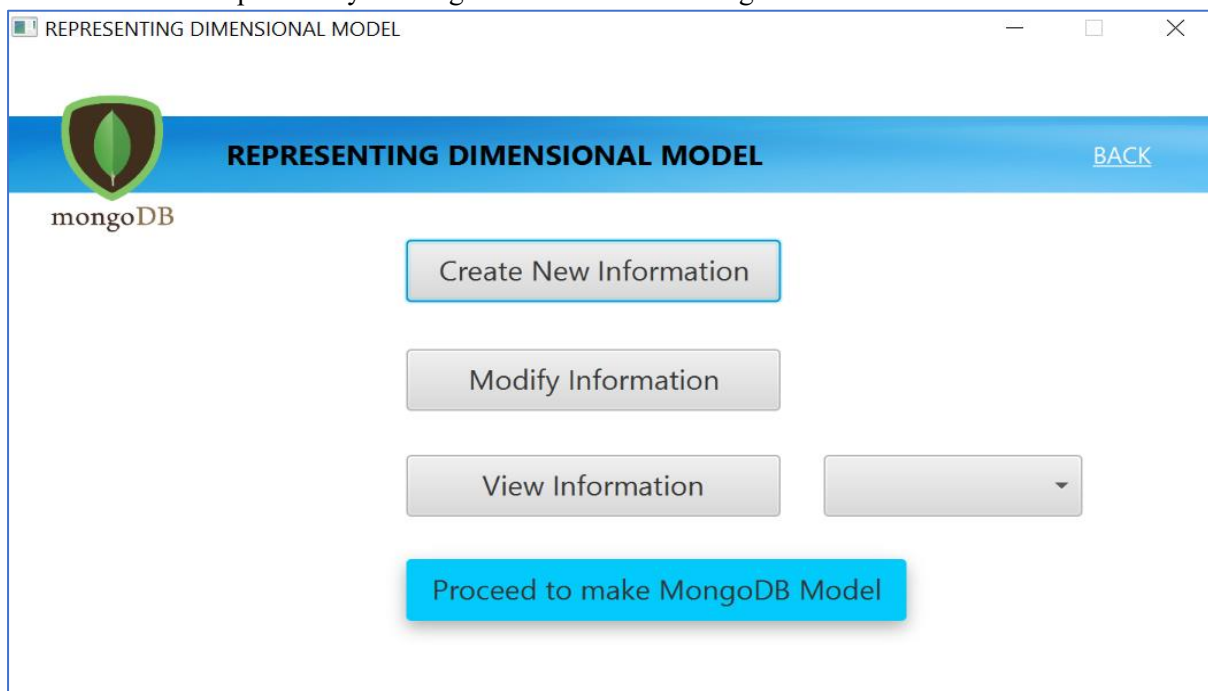 REPRESENTING DIMENSIONAL MODEL
REPRESENTING DIMENSIONAL MODEL
BACK
mongoDB
Create New Information
Modify Information
View Information
Proceed to make MongoDB Model